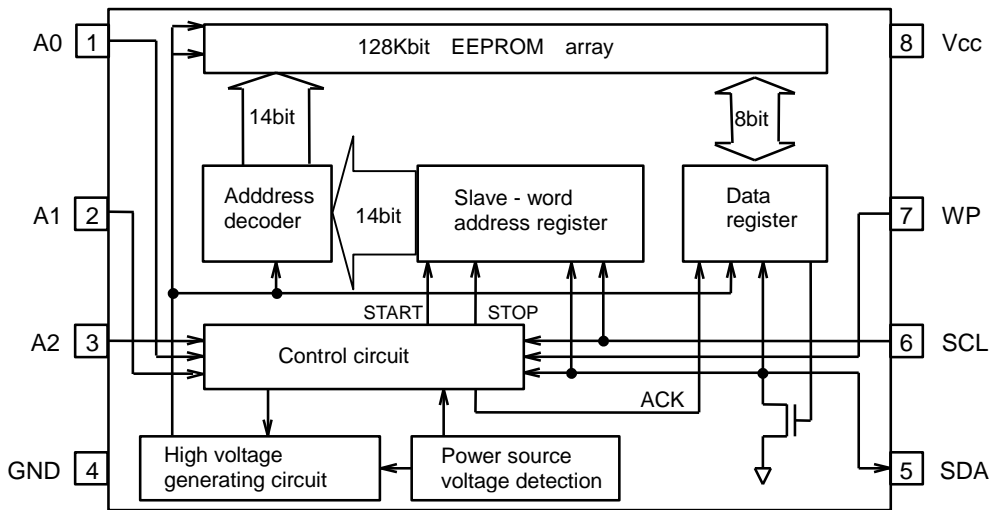 A0
1
128Kbit EEPROM array
8
Vcc
14bit
8bit
A1
2
Adddress
decoder
14bit
Slave - word
address register
Data
register
7
WP
START
STOP
A2
3
Control circuit
6
SCL
ACK
GND
4
High voltage
generating circuit
Power source
voltage detection
5
SDA